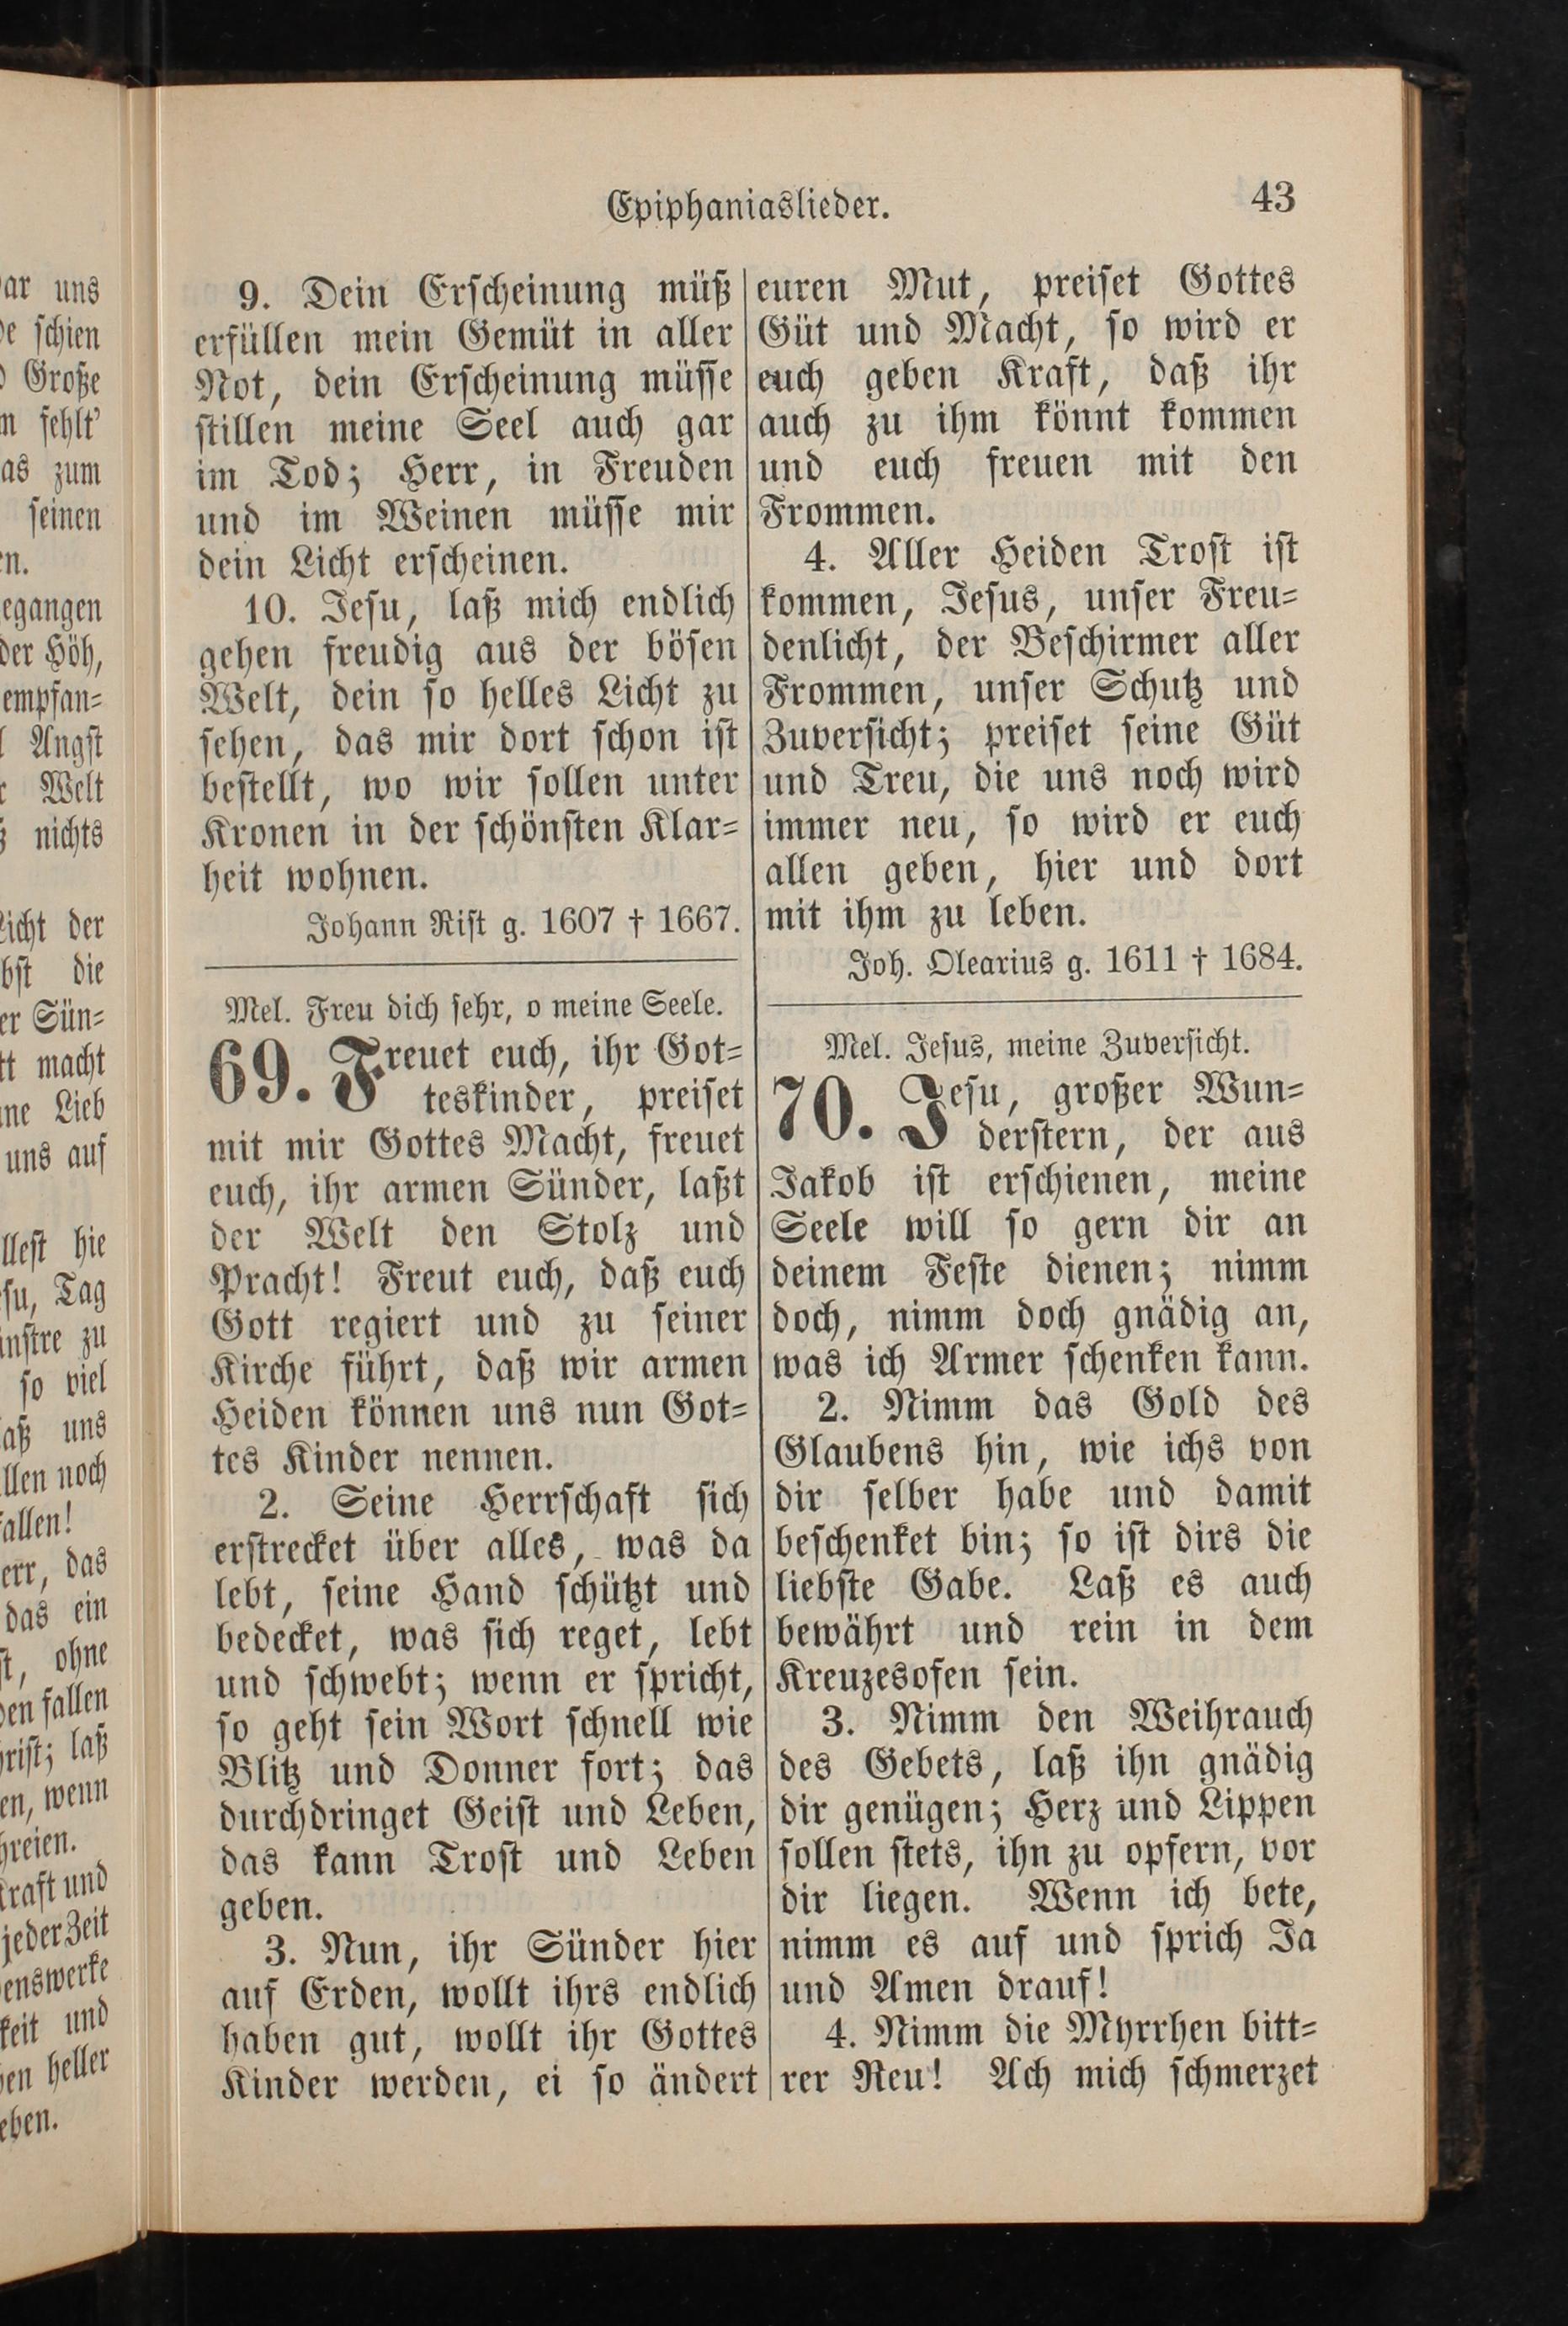 Epiphaniaslieder. 43
9. Dein Erscheinung müß
erfüllen mein Gemüt in aller
Not, dein Erscheinung müsse
stillen meine Seel auch gar
im Tod; Herr, in Freuden
und im Weinen müsse mir
dein Licht erscheinen.
10. Jesu, laß mich endlich
gehen freudig aus der bösen
Welt, dein so helles Licht zu
sehen, das mir dort schon ist
bestellt, wo wir sollen unter
Kronen in der schönsten Klar-
heit wohnen.
Johann Rist g. 1607 † 1667.
Mel. Freu dich sehr, o meine Seele.
69. Freuet euch, ihr Got-
teskinder, preiset
mit mir Gottes Macht, freuet
euch, ihr armen Sünder, laßt
der Welt den Stolz und
Pracht! Freut euch, daß euch
Gott regiert und zu seiner
Kirche führt, daß wir armen
Heiden können uns nun Got-
tes Kinder nennen.
2. Seine Herrschaft sich
erstrecket über alles, was da
lebt, seine Hand schützt und
bedecket, was sich reget, lebt
und schwebt; wenn er spricht,
so geht sein Wort schnell wie
Blitz und Donner fort; das
durchdringet Geist und Leben,
das kann Trost und Leben
geben.
3. Nun, ihr Sünder hier
auf Erden, wollt ihrs endlich
haben gut, wollt ihr Gottes
Kinder werden, ei so ändert
euren Mut, preiset Gottes
Güt und Macht, so wird er
euch geben Kraft, daß ihr
auch zu ihm könnt kommen
und euch freuen mit den
Frommen.
4. Aller Heiden Trost ist
kommen, Jesus, unser Freu-
denlicht, der Beschirmer aller
Frommen, unser Schutz und
Zuversicht; preiset seine Güt
und Treu, die uns noch wird
immer neu, so wird er euch
allen geben, hier und dort
mit ihm zu leben.
Joh. Olearius g. 1611 † 1684.
Mel. Jesus, meine Zuversicht.
70. Jesu, großer Wun-
derstern, der aus
Jakob ist erschienen, meine
Seele will so gern dir an
deinem Feste dienen; nimm
doch, nimm doch gnädig an,
was ich Armer schenken kann.
2. Nimm das Gold des
Glaubens hin, wie ichs von
dir selber habe und damit
beschenket bin; so ist dirs die
liebste Gabe. Laß es auch
bewährt und rein in dem
Kreuzesofen sein.
3. Nimm den Weihrauch
des Gebets, laß ihn gnädig
dir genügen; Herz und Lippen
sollen stets, ihn zu opfern, vor
dir liegen. Wenn ich bete,
nimm es auf und sprich Ja
und Amen drauf!
4. Nimm die Myrrhen bitt-
rer Reu! Ach mich schmerzet